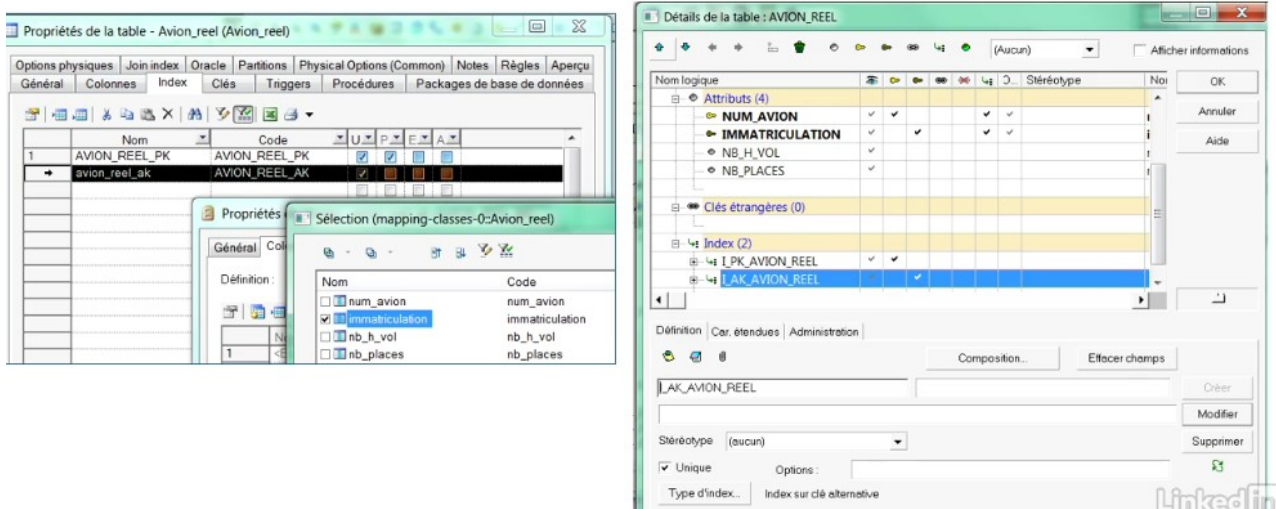 Propriétés de la table - Avion_reel (Avion_reel)
Options physiques Join index Oracle Partitions Physical Options (Common) Notes Règles Aperçu
Général Colonnes Index Clés Triggers Procédures Packages de base de données
Nom Code U P E A
1 AVION_REEL_PK AVION_REEL_PK
avion_reel_ak AVION_REEL_AK
Propriétés
Général
Définition :
1
Sélection (mapping-classes-0::Avion_reel)
Nom Code
num_avion num_avion
immatriculation immatriculation
nb_h_vol nb_h_vol
nb_places nb_places
Détails de la table : AVION_REEL
(Aucun) Afficher informations
Nom logique Stéréotype
OK
Annuler
Aide
Attributs (4)
NUM_AVION
IMMATRICULATION
NB_H_VOL
NB_PLACES
Clés étrangères (0)
Index (2)
I_PK_AVION_REEL
I_AK_AVION_REEL
Définition Car. étendues Administration
Composition... Effacer champs
I_AK_AVION_REEL Créer
Modifier
Stéréotype (aucun) Supprimer
Unique Options :
Type d'index... Index sur clé alternative
LinkedIn